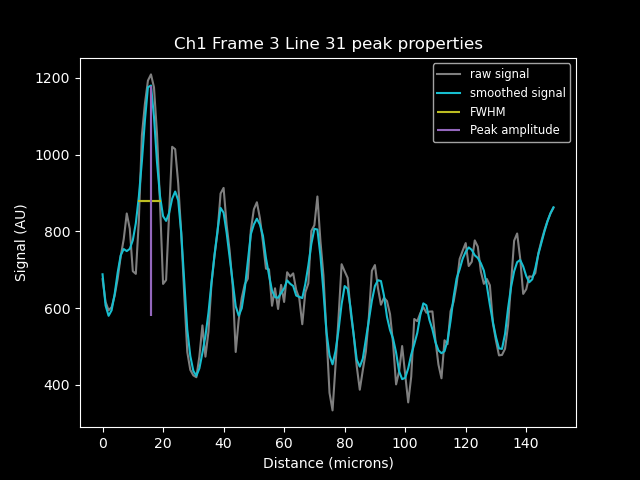 Ch1 Frame 3 Line 31 peak properties
raw signal
smoothed signal
FWHM
Peak amplitude
1200
1000
800
600
400
Signal (AU)
0 20 40 60 80 100 120 140
Distance (microns)